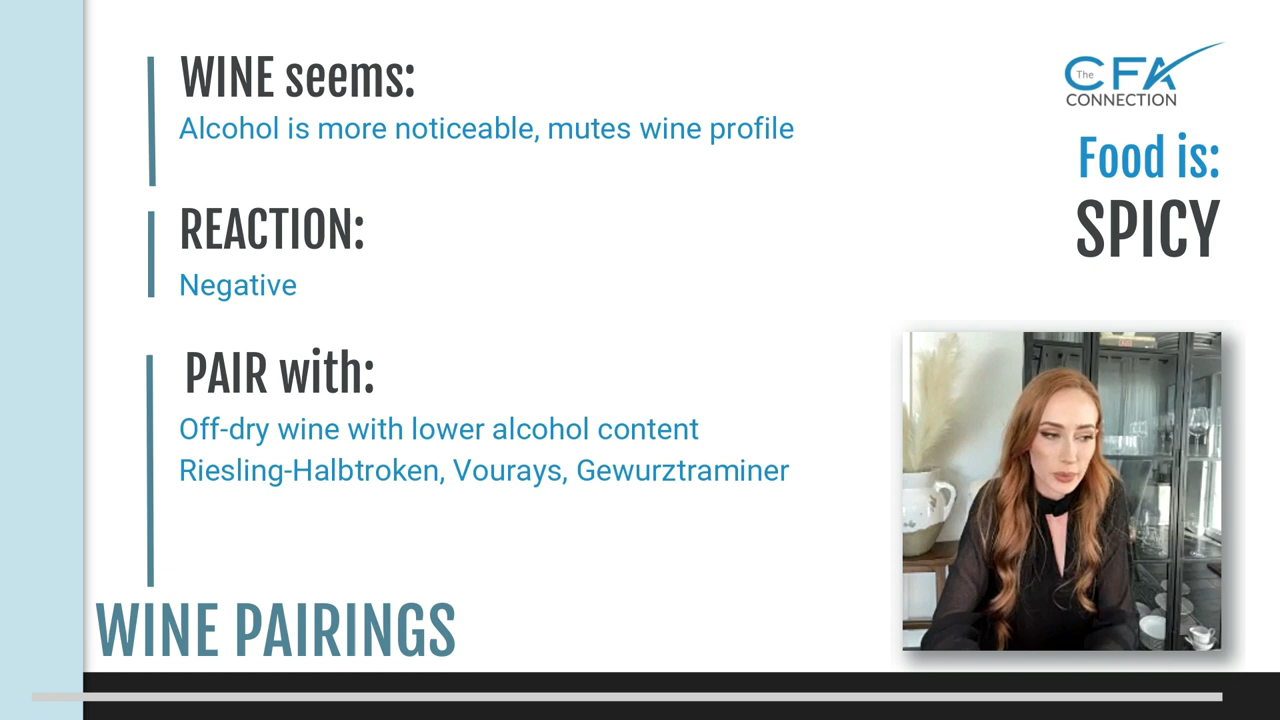 WINE seems:
Alcohol is more noticeable, mutes wine profile
REACTION:
Negative
PAIR with:
Off-dry wine with lower alcohol content
Riesling-Halbtroken, Vourays, Gewurztraminer
WINE PAIRINGS
The CFA
CONNECTION
Food is:
SPICY